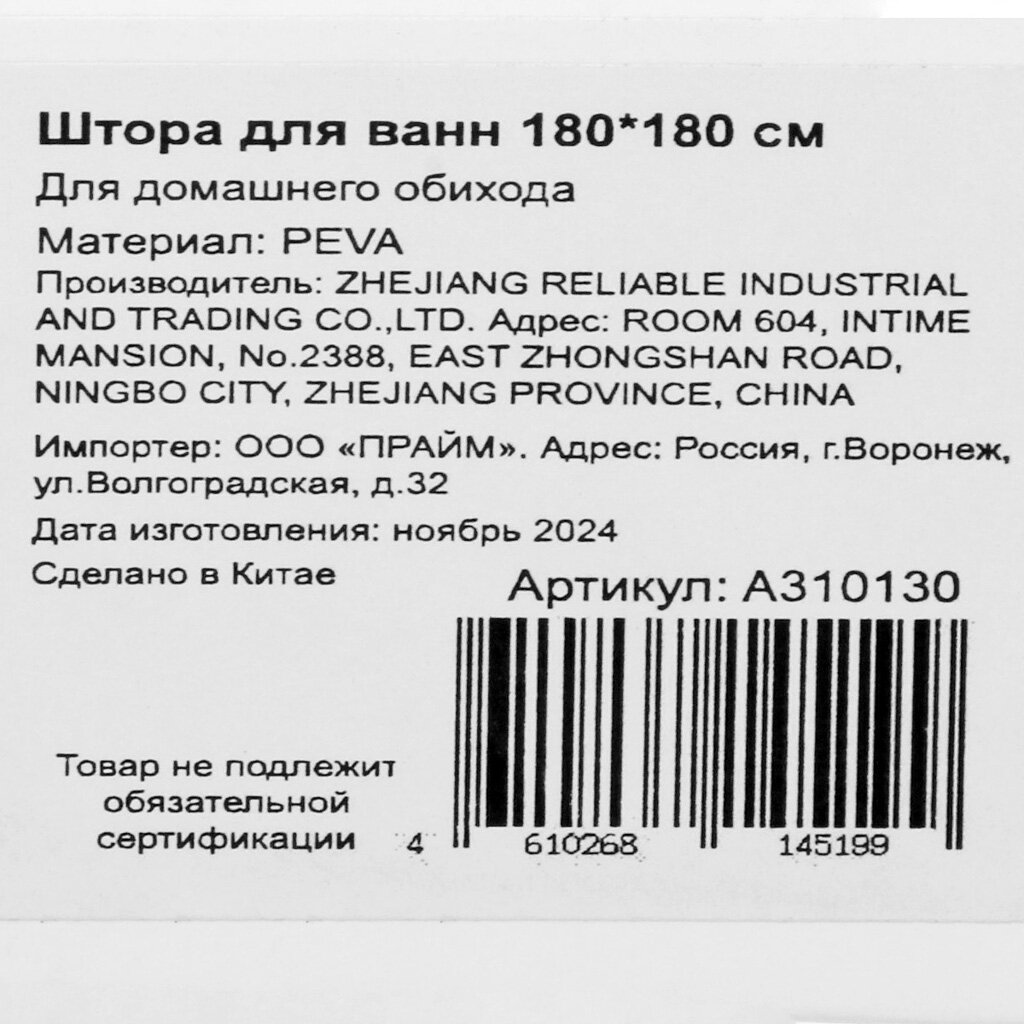 Штора для ванн 180*180 см
Для домашнего обихода
Материал: PEVA
Производитель: ZHEJIANG RELIABLE INDUSTRIAL
AND TRADING CO.,LTD. Адрес: ROOM 604, INTIME
MANSION, No.2388, EAST ZHONGSHAN ROAD,
NINGBO CITY, ZHEJIANG PROVINCE, CHINA
Импортер: ООО «ПРАЙМ». Адрес: Россия, г.Воронеж,
ул.Волгоградская, д.32
Дата изготовления: ноябрь 2024
Сделано в Китае
Артикул: А310130
Товар не подлежит
обязательной
сертификации
4 610268 145199